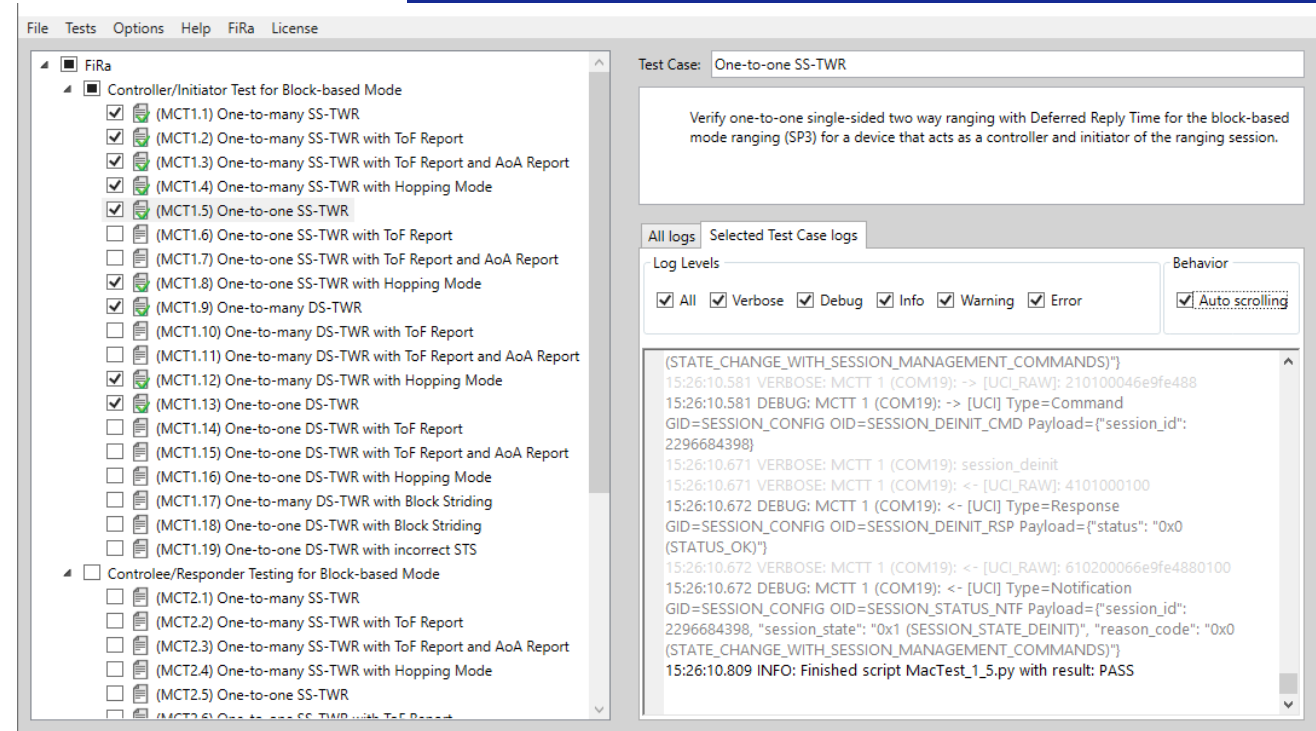 File Tests Options Help FiRa License
FiRa
Controller/Initiator Test for Block-based Mode
(MCT1.1) One-to-many SS-TWR
(MCT1.2) One-to-many SS-TWR with ToF Report
(MCT1.3) One-to-many SS-TWR with ToF Report and AoA Report
(MCT1.4) One-to-many SS-TWR with Hopping Mode
(MCT1.5) One-to-one SS-TWR
(MCT1.6) One-to-one SS-TWR with ToF Report
(MCT1.7) One-to-one SS-TWR with ToF Report and AoA Report
(MCT1.8) One-to-one SS-TWR with Hopping Mode
(MCT1.9) One-to-many DS-TWR
(MCT1.10) One-to-many DS-TWR with ToF Report
(MCT1.11) One-to-many DS-TWR with ToF Report and AoA Report
(MCT1.12) One-to-many DS-TWR with Hopping Mode
(MCT1.13) One-to-one DS-TWR
(MCT1.14) One-to-one DS-TWR with ToF Report
(MCT1.15) One-to-one DS-TWR with ToF Report and AoA Report
(MCT1.16) One-to-one DS-TWR with Hopping Mode
(MCT1.17) One-to-many DS-TWR with Block Striding
(MCT1.18) One-to-one DS-TWR with Block Striding
(MCT1.19) One-to-one DS-TWR with incorrect STS
Controlee/Responder Testing for Block-based Mode
(MCT2.1) One-to-many SS-TWR
(MCT2.2) One-to-many SS-TWR with ToF Report
(MCT2.3) One-to-many SS-TWR with ToF Report and AoA Report
(MCT2.4) One-to-many SS-TWR with Hopping Mode
(MCT2.5) One-to-one SS-TWR
(MCT2.6) One-to-one SS-TWR with ToF Report
Test Case: One-to-one SS-TWR
Verify one-to-one single-sided two way ranging with Deferred Reply Time for the block-based
mode ranging (SP3) for a device that acts as a controller and initiator of the ranging session.
All logs Selected Test Case logs
Log Levels Behavior
All Verbose Debug Info Warning Error Auto scrolling
(STATE_CHANGE_WITH_SESSION_MANAGEMENT_COMMANDS)"}
15:26:10.581 VERBOSE: MCTT 1 (COM19): -> [UCI_RAW]: 210100046e9fe488
15:26:10.581 DEBUG: MCTT 1 (COM19): -> [UCI] Type=Command
GID=SESSION_CONFIG OID=SESSION_DEINIT_CMD Payload={"session_id":
2296684398}
15:26:10.671 VERBOSE: MCTT 1 (COM19): session_deinit
15:26:10.671 VERBOSE: MCTT 1 (COM19): <- [UCI_RAW]: 4101000100
15:26:10.672 DEBUG: MCTT 1 (COM19): <- [UCI] Type=Response
GID=SESSION_CONFIG OID=SESSION_DEINIT_RSP Payload={"status": "0x0
(STATUS_OK)"}
15:26:10.672 VERBOSE: MCTT 1 (COM19): <- [UCI_RAW]: 610200066e9fe4880100
15:26:10.672 DEBUG: MCTT 1 (COM19): <- [UCI] Type=Notification
GID=SESSION_CONFIG OID=SESSION_STATUS_NTF Payload={"session_id":
2296684398, "session_state": "0x1 (SESSION_STATE_DEINIT)", "reason_code": "0x0
(STATE_CHANGE_WITH_SESSION_MANAGEMENT_COMMANDS)"}
15:26:10.809 INFO: Finished script MacTest_1_5.py with result: PASS